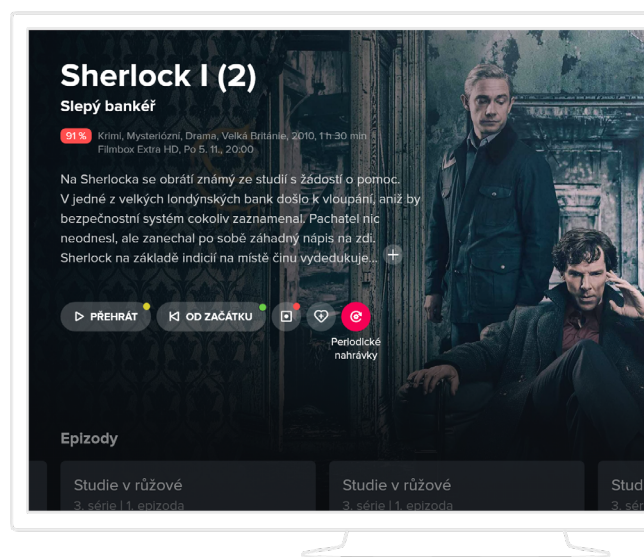 Sherlock I (2)
Slepý bankéř
91 % Krimi, Mysteriózní, Drama, Velká Británie, 2010, 1 h 30 min
Filmbox Extra HD, Po 5. 11., 20:00
Na Sherlocka se obrátí známý ze studií s žádostí o pomoc.
V jedné z velkých londýnských bank došlo k vloupání, aniž by
bezpečnostní systém cokoliv zaznamenal. Pachatel nic
neodnesl, ale zanechal po sobě záhadný nápis na zdi.
Sherlock na základě indicií na místě činu vydedukuje...
PŘEHRÁT OD ZAČÁTKU
Periodické
nahrávky
Epizody
Studie v růžové Studie v růžové Stud
3. série | 1. epizoda 3. série | 1. epizoda 3. sér